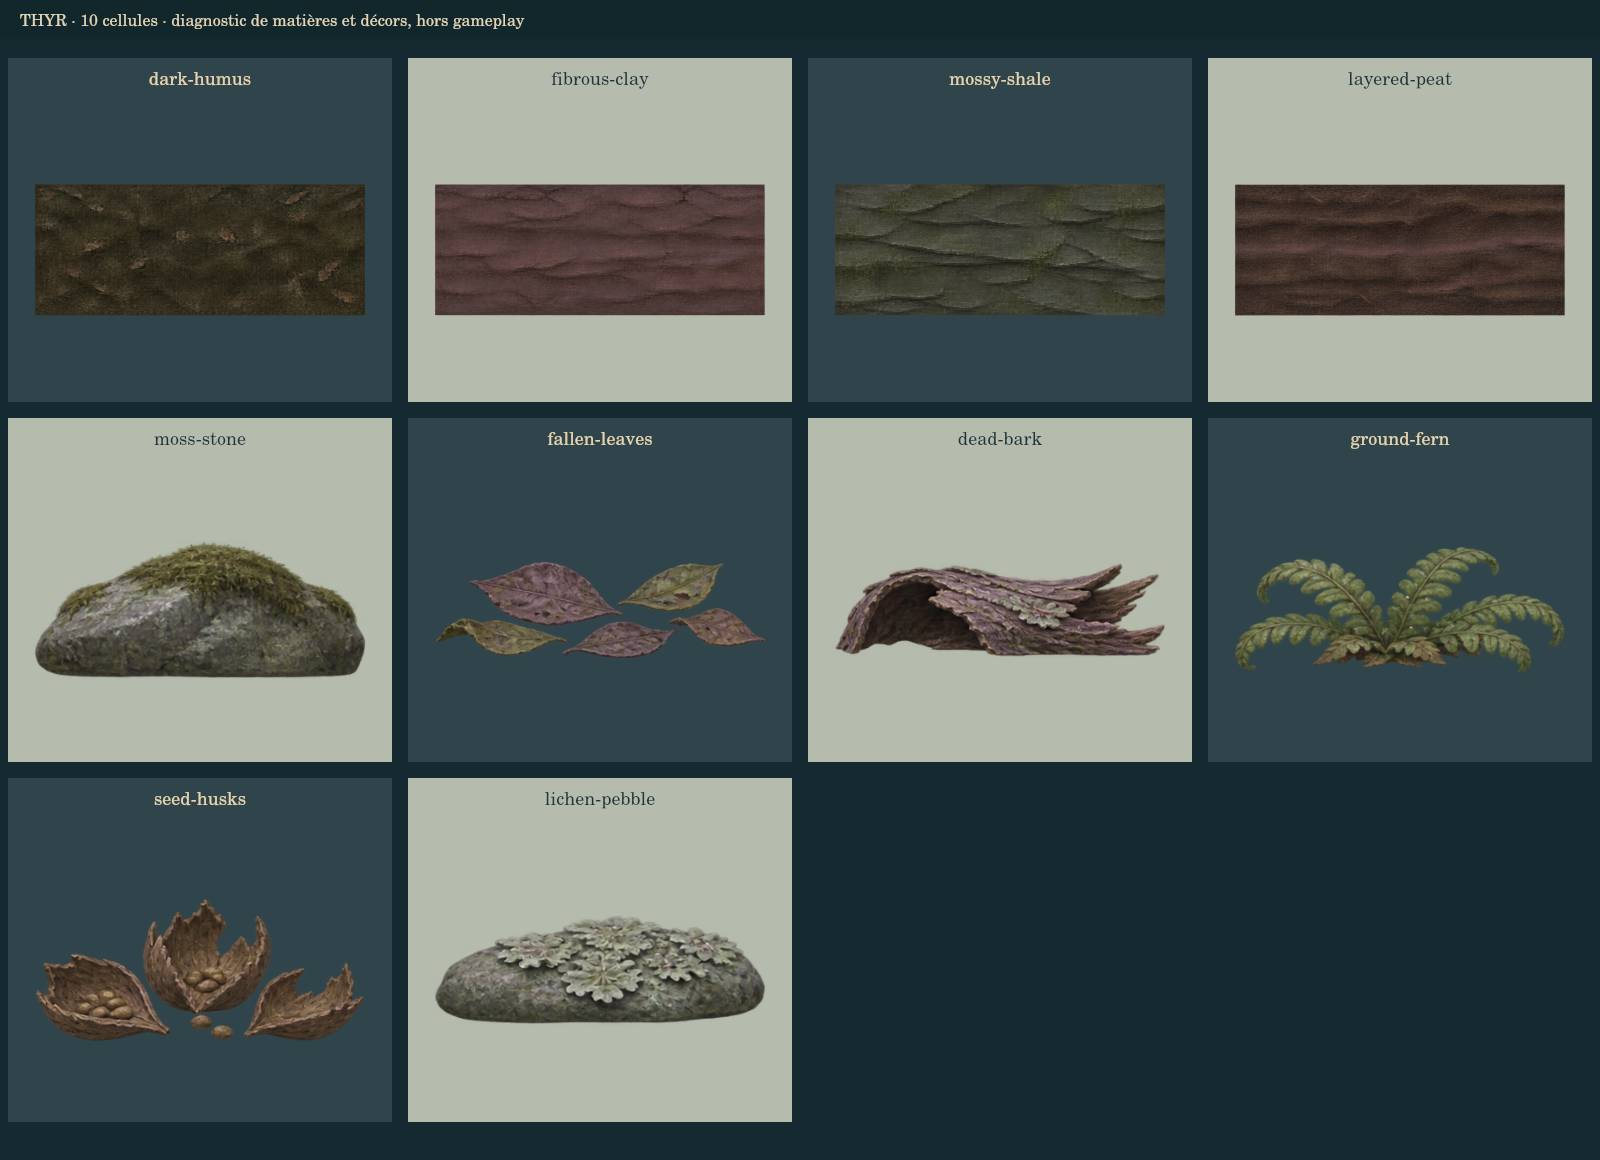 THYR · 10 cellules · diagnostic de matières et décors, hors gameplay
dark-humus
fibrous-clay
mossy-shale
layered-peat
moss-stone
fallen-leaves
dead-bark
ground-fern
seed-husks
lichen-pebble